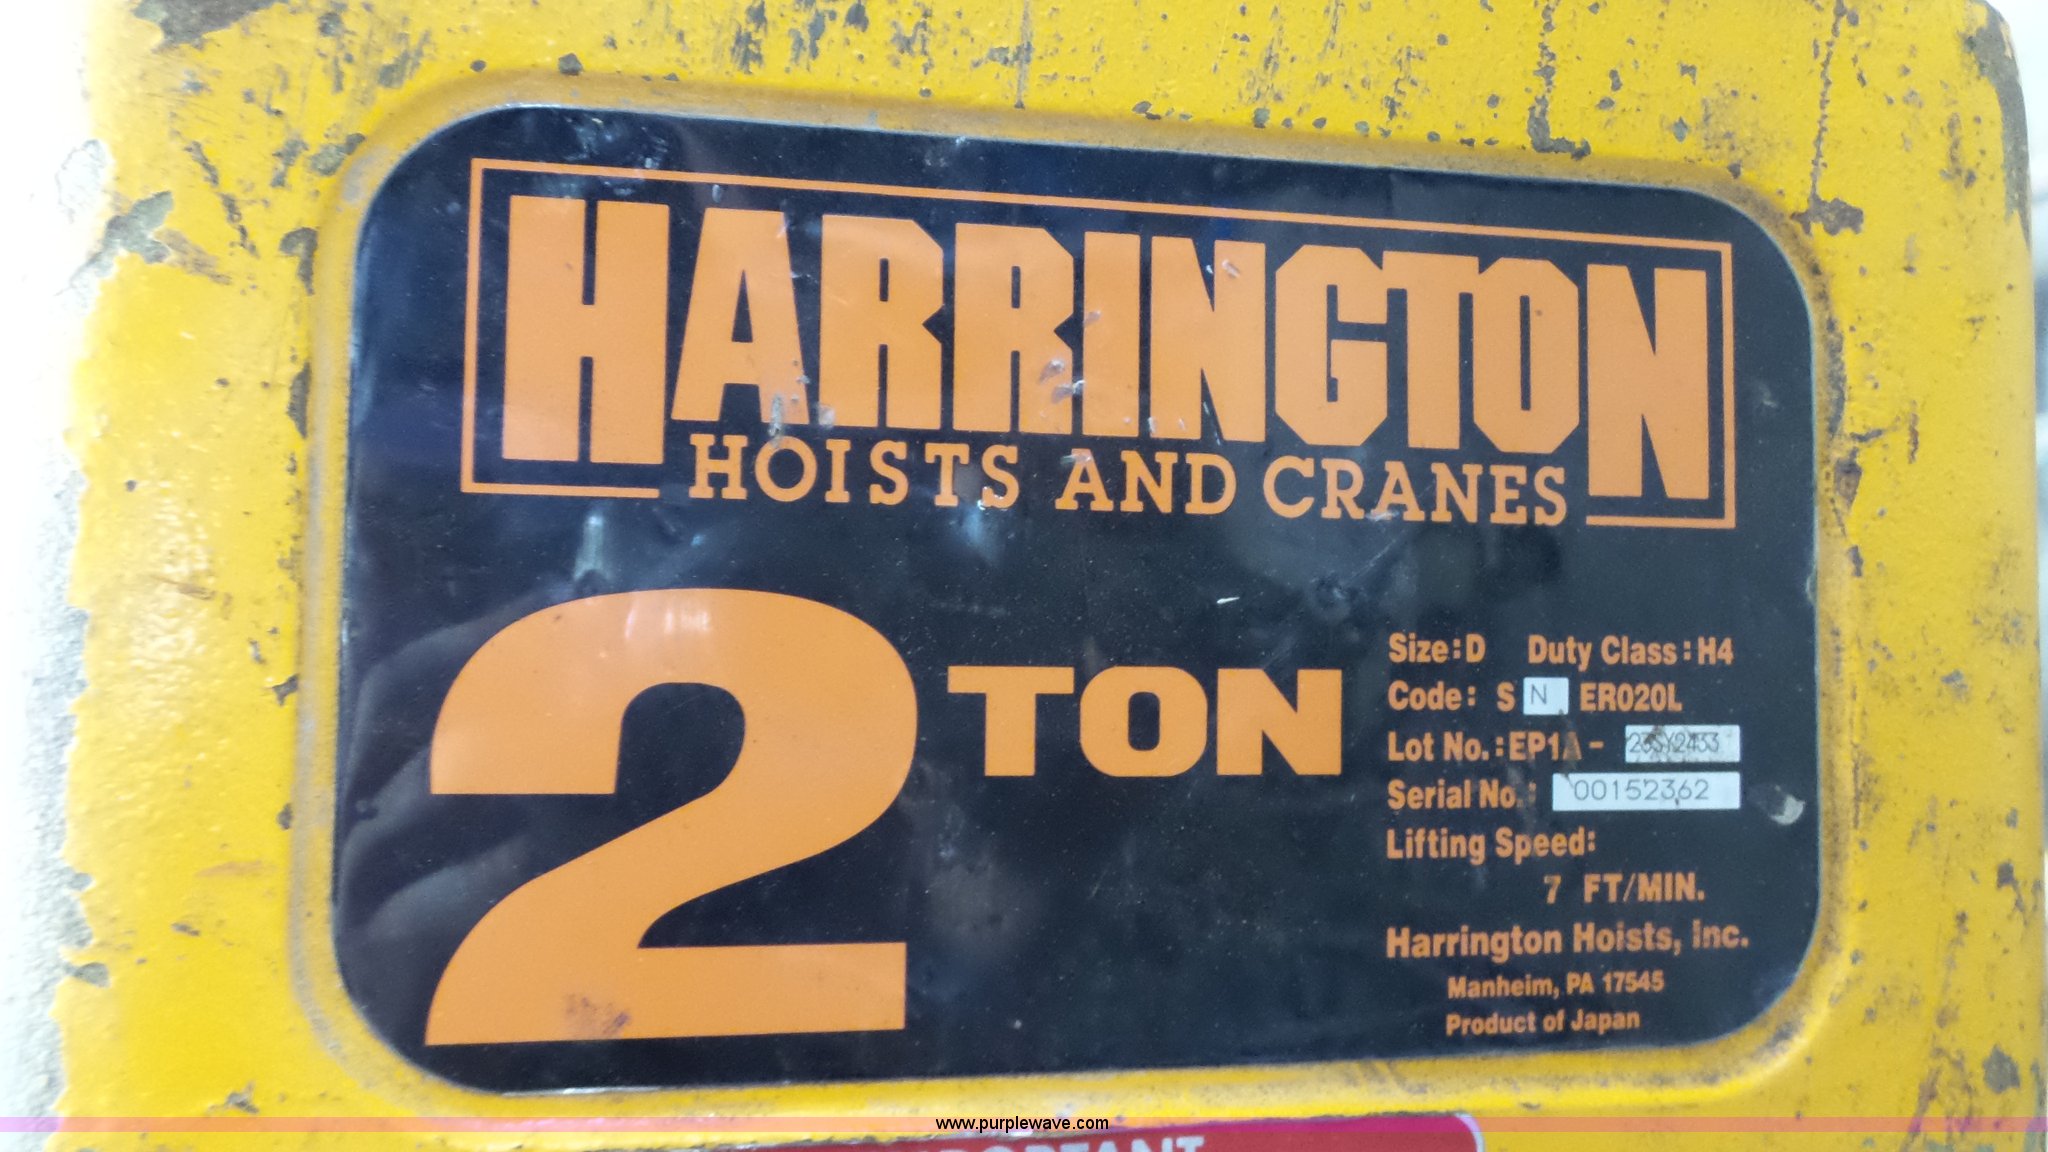 HARRINGTON
HOISTS AND CRANES
2 TON
Size: D Duty Class: H4
Code: S N ER020L
Lot No.: EP1A -
Serial No.: 00152362
Lifting Speed:
7 FT/MIN.
Harrington Hoists, Inc.
Manheim, PA 17545
Product of Japan
www.purplewave.com